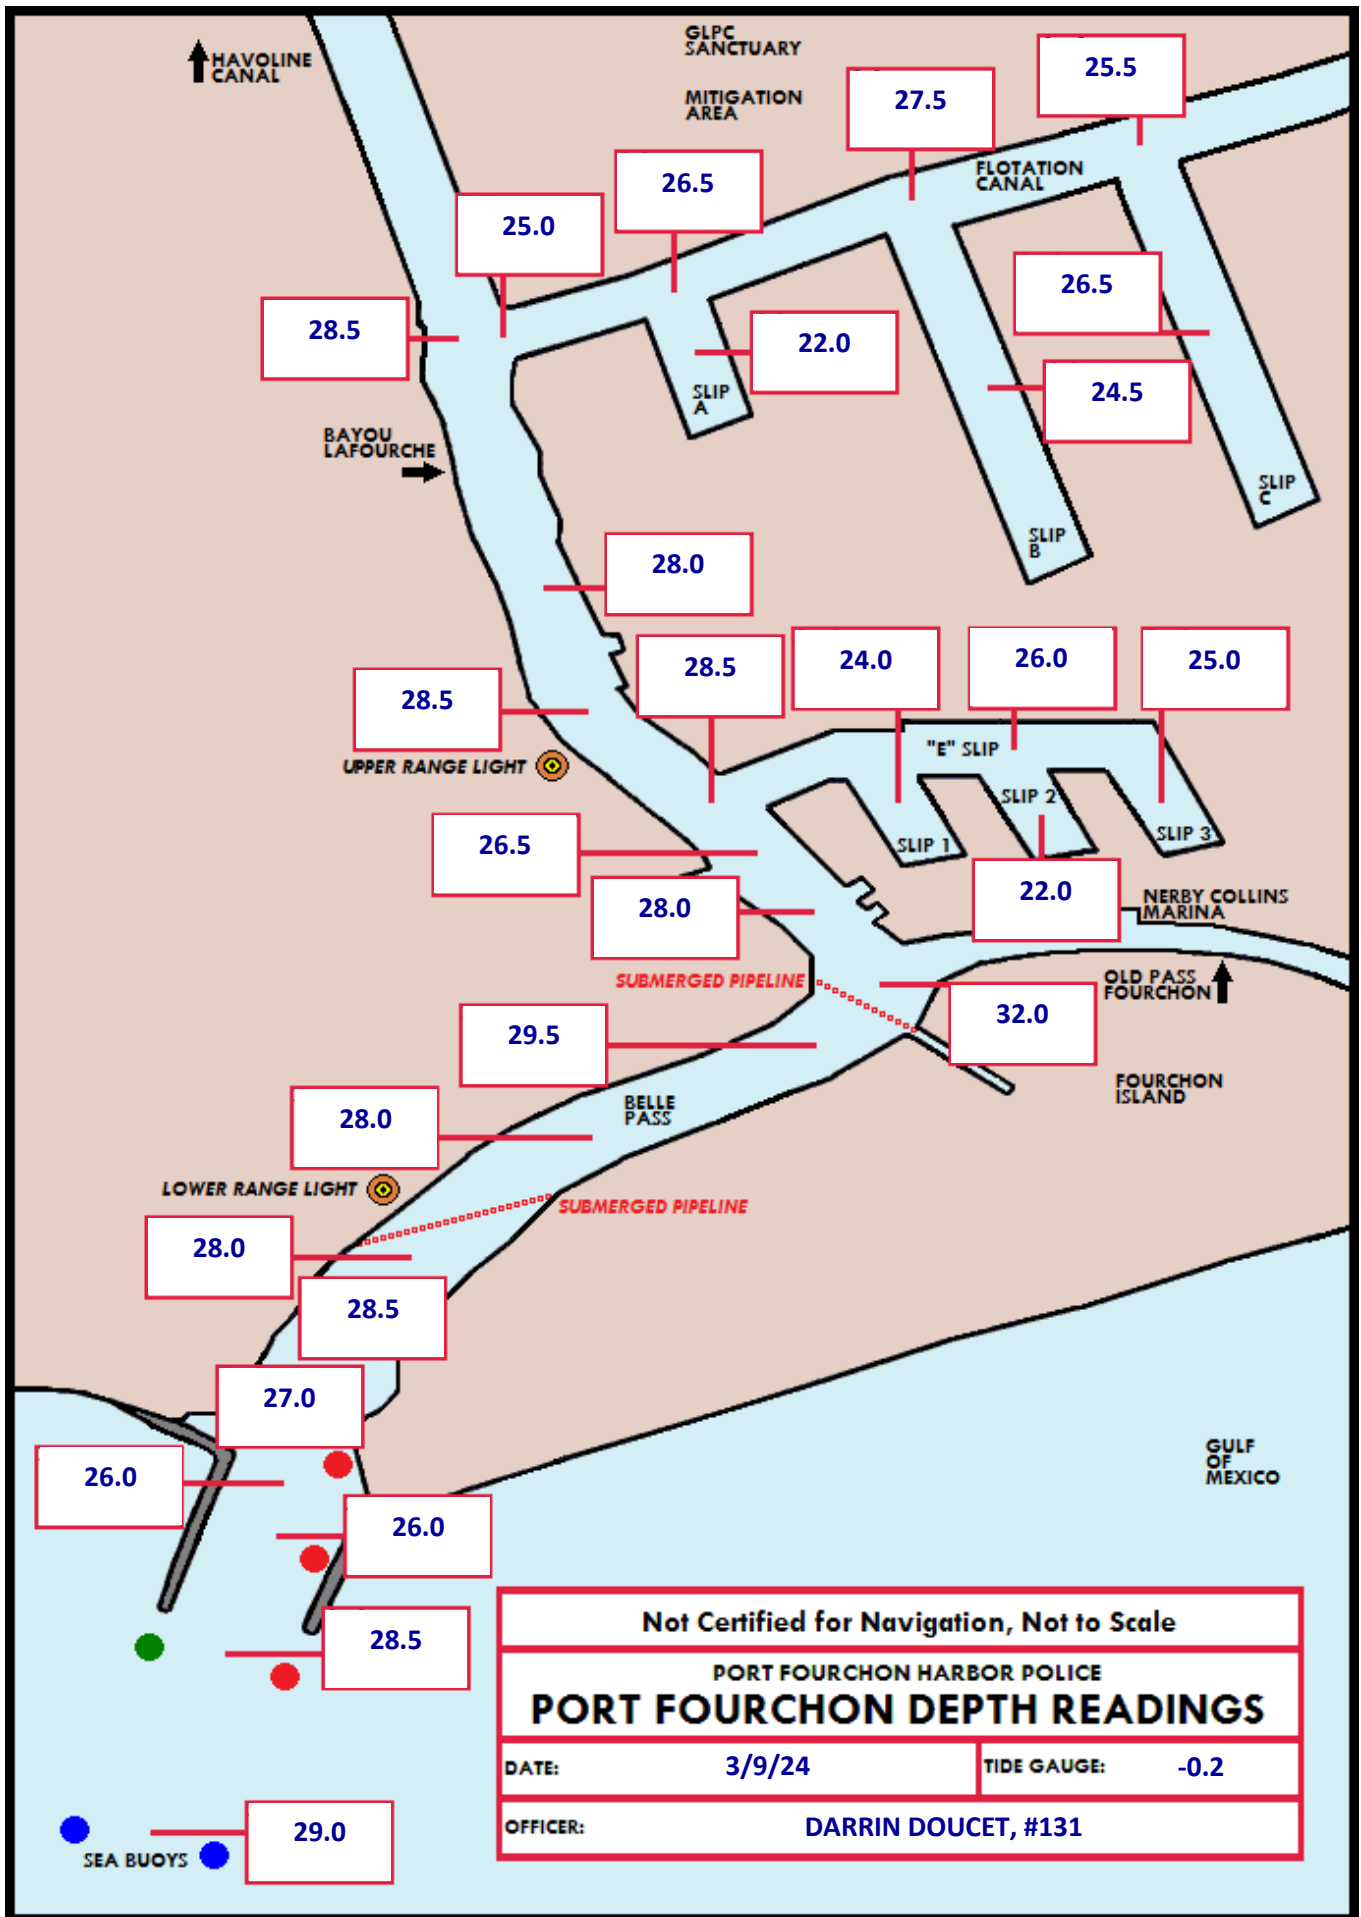 GLPC
SANCTUARY
HAVOLINE
CANAL
25.5
MITIGATION
AREA
27.5
FLOTATION
CANAL
26.5
25.0
26.5
28.5
22.0
SLIP
A
24.5
BAYOU
LAFOURCHE
SLIP
C
SLIP
B
28.0
28.5
24.0
26.0
25.0
28.5
"E" SLIP
UPPER RANGE LIGHT
SLIP 2
SLIP 1
SLIP 3
26.5
22.0
28.0
NERBY COLLINS
MARINA
SUBMERGED PIPELINE
OLD PASS
FOURCHON
32.0
29.5
FOURCHON
ISLAND
BELLE
PASS
28.0
LOWER RANGE LIGHT
SUBMERGED PIPELINE
28.0
28.5
27.0
GULF
OF
MEXICO
26.0
26.0
28.5
Not Certified for Navigation, Not to Scale
PORT FOURCHON HARBOR POLICE
PORT FOURCHON DEPTH READINGS
DATE: 3/9/24 TIDE GAUGE: -0.2
OFFICER: DARRIN DOUCET, #131
29.0
SEA BUOYS